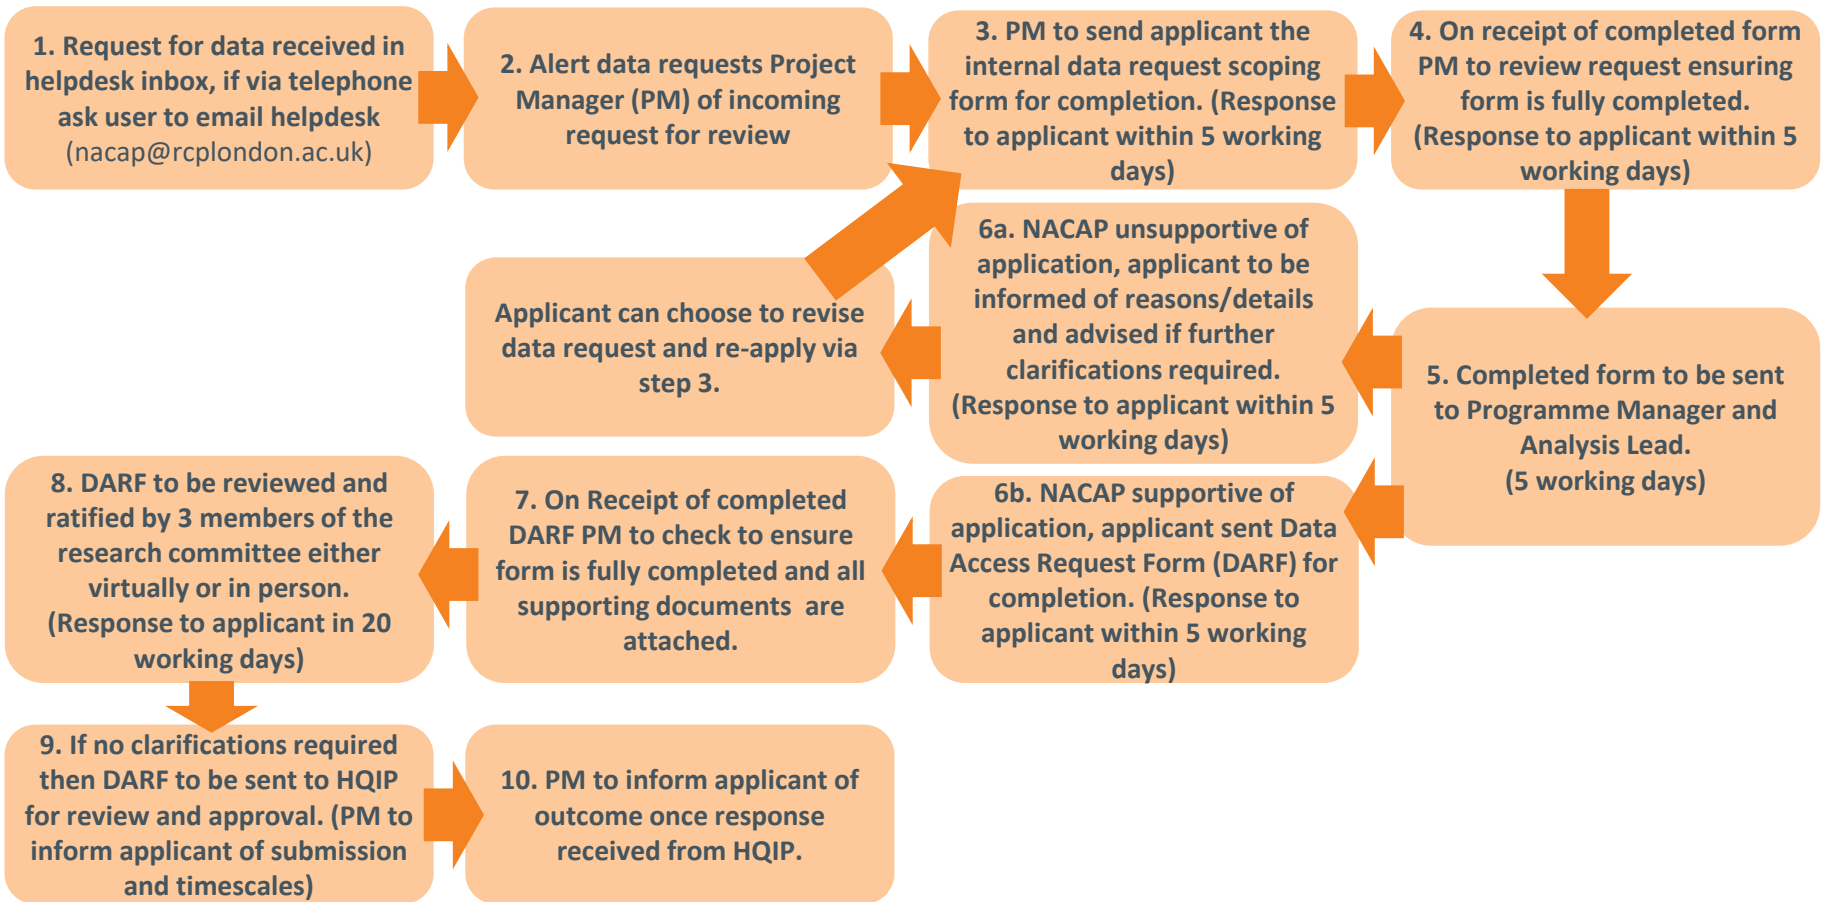 1. Request for data received in
helpdesk inbox, if via telephone
ask user to email helpdesk
(nacap@rcplondon.ac.uk)
2. Alert data requests Project
Manager (PM) of incoming
request for review
3. PM to send applicant the
internal data request scoping
form for completion. (Response
to applicant within 5 working
days)
4. On receipt of completed form
PM to review request ensuring
form is fully completed.
(Response to applicant within 5
working days)
5. Completed form to be sent
to Programme Manager and
Analysis Lead.
(5 working days)
6a. NACAP unsupportive of
application, applicant to be
informed of reasons/details
and advised if further
clarifications required.
(Response to applicant within 5
working days)
Applicant can choose to revise
data request and re-apply via
step 3.
6b. NACAP supportive of
application, applicant sent Data
Access Request Form (DARF) for
completion. (Response to
applicant within 5 working
days)
7. On Receipt of completed
DARF PM to check to ensure
form is fully completed and all
supporting documents  are
attached.
8. DARF to be reviewed and
ratified by 3 members of the
research committee either
virtually or in person.
(Response to applicant in 20
working days)
9. If no clarifications required
then DARF to be sent to HQIP
for review and approval. (PM to
inform applicant of submission
and timescales)
10. PM to inform applicant of
outcome once response
received from HQIP.